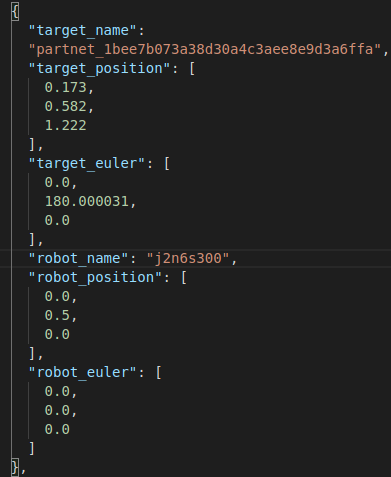 {
"target_name":
"partnet_1bee7b073a38d30a4c3aee8e9d3a6ffa",
"target_position": [
0.173,
0.582,
1.222
],
"target_euler": [
0.0,
180.000031,
0.0
],
"robot_name": "j2n6s300",
"robot_position": [
0.0,
0.5,
0.0
],
"robot_euler": [
0.0,
0.0,
0.0
]
},